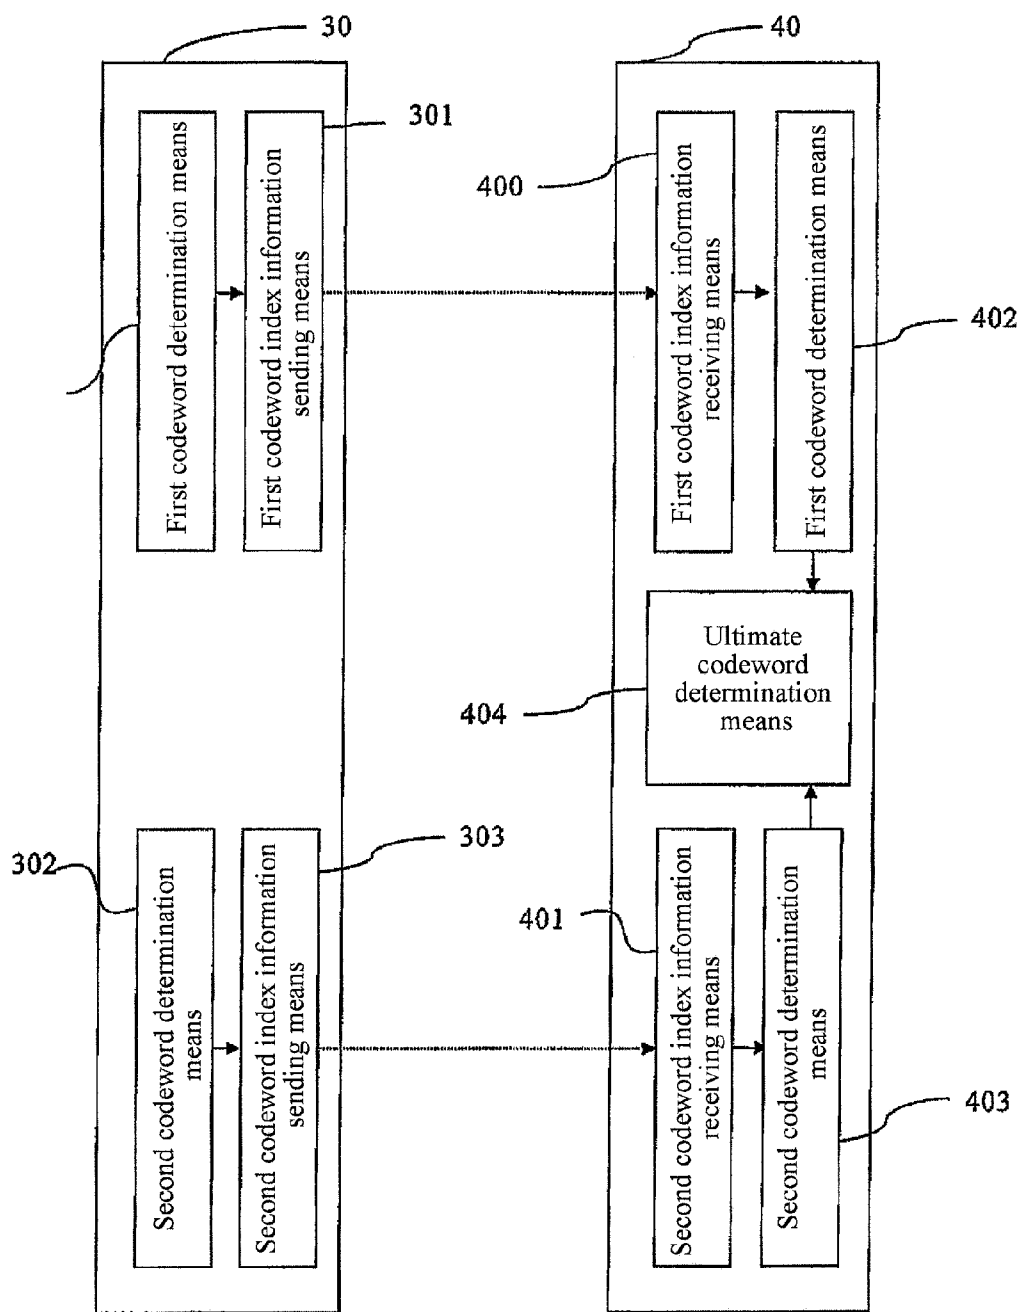 30
40
301
400
402
First codeword determination means
First codeword index information
sending means
First codeword index information
receiving means
First codeword determination means
Ultimate
codeword
determination
means
404
302
303
401
403
Second codeword determination
means
Second codeword index information
sending means
Second codeword index information
receiving means
Second codeword determination
means